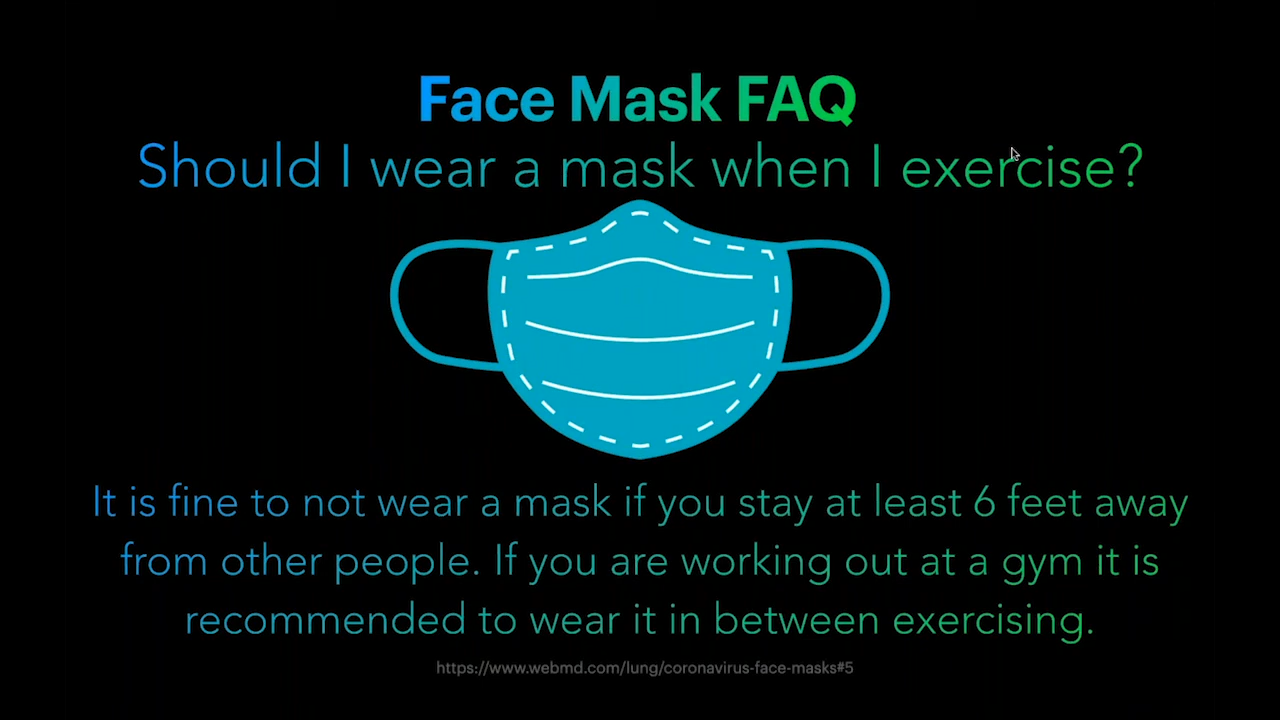 Face Mask FAQ
Should I wear a mask when I exercise?
It is fine to not wear a mask if you stay at least 6 feet away
from other people. If you are working out at a gym it is
recommended to wear it in between exercising.
https://www.webmd.com/lung/coronavirus-face-masks#5